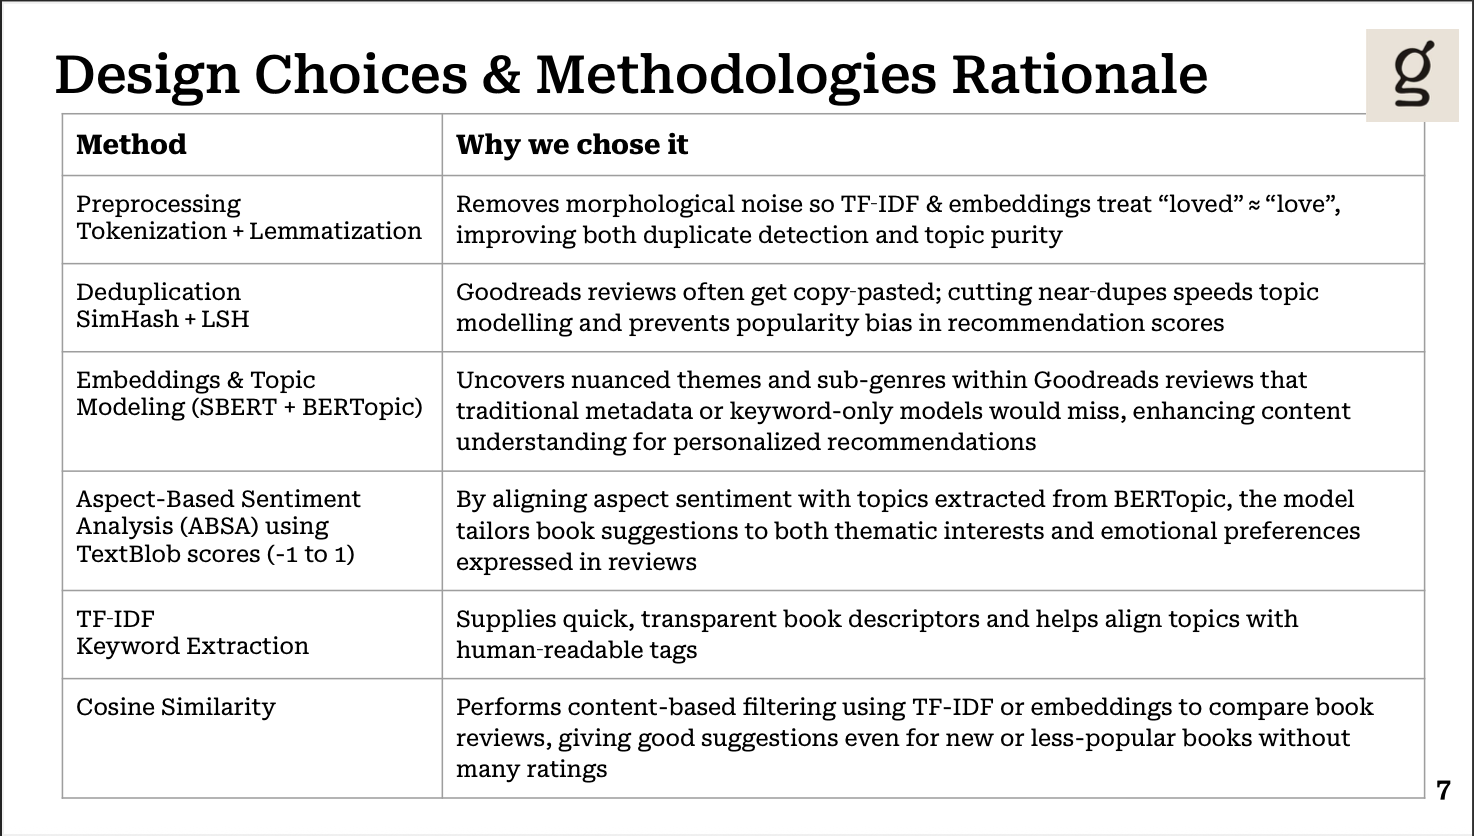 Design Choices & Methodologies Rationale
g
Method
Why we chose it
Preprocessing
Tokenization + Lemmatization
Removes morphological noise so TF-IDF & embeddings treat “loved” ≈ “love”,
improving both duplicate detection and topic purity
Deduplication
SimHash + LSH
Goodreads reviews often get copy-pasted; cutting near-dupes speeds topic
modelling and prevents popularity bias in recommendation scores
Embeddings & Topic
Modeling (SBERT + BERTopic)
Uncovers nuanced themes and sub-genres within Goodreads reviews that
traditional metadata or keyword-only models would miss, enhancing content
understanding for personalized recommendations
Aspect-Based Sentiment
Analysis (ABSA) using
TextBlob scores (-1 to 1)
By aligning aspect sentiment with topics extracted from BERTopic, the model
tailors book suggestions to both thematic interests and emotional preferences
expressed in reviews
TF-IDF
Keyword Extraction
Supplies quick, transparent book descriptors and helps align topics with
human-readable tags
Cosine Similarity
Performs content-based filtering using TF-IDF or embeddings to compare book
reviews, giving good suggestions even for new or less-popular books without
many ratings
7